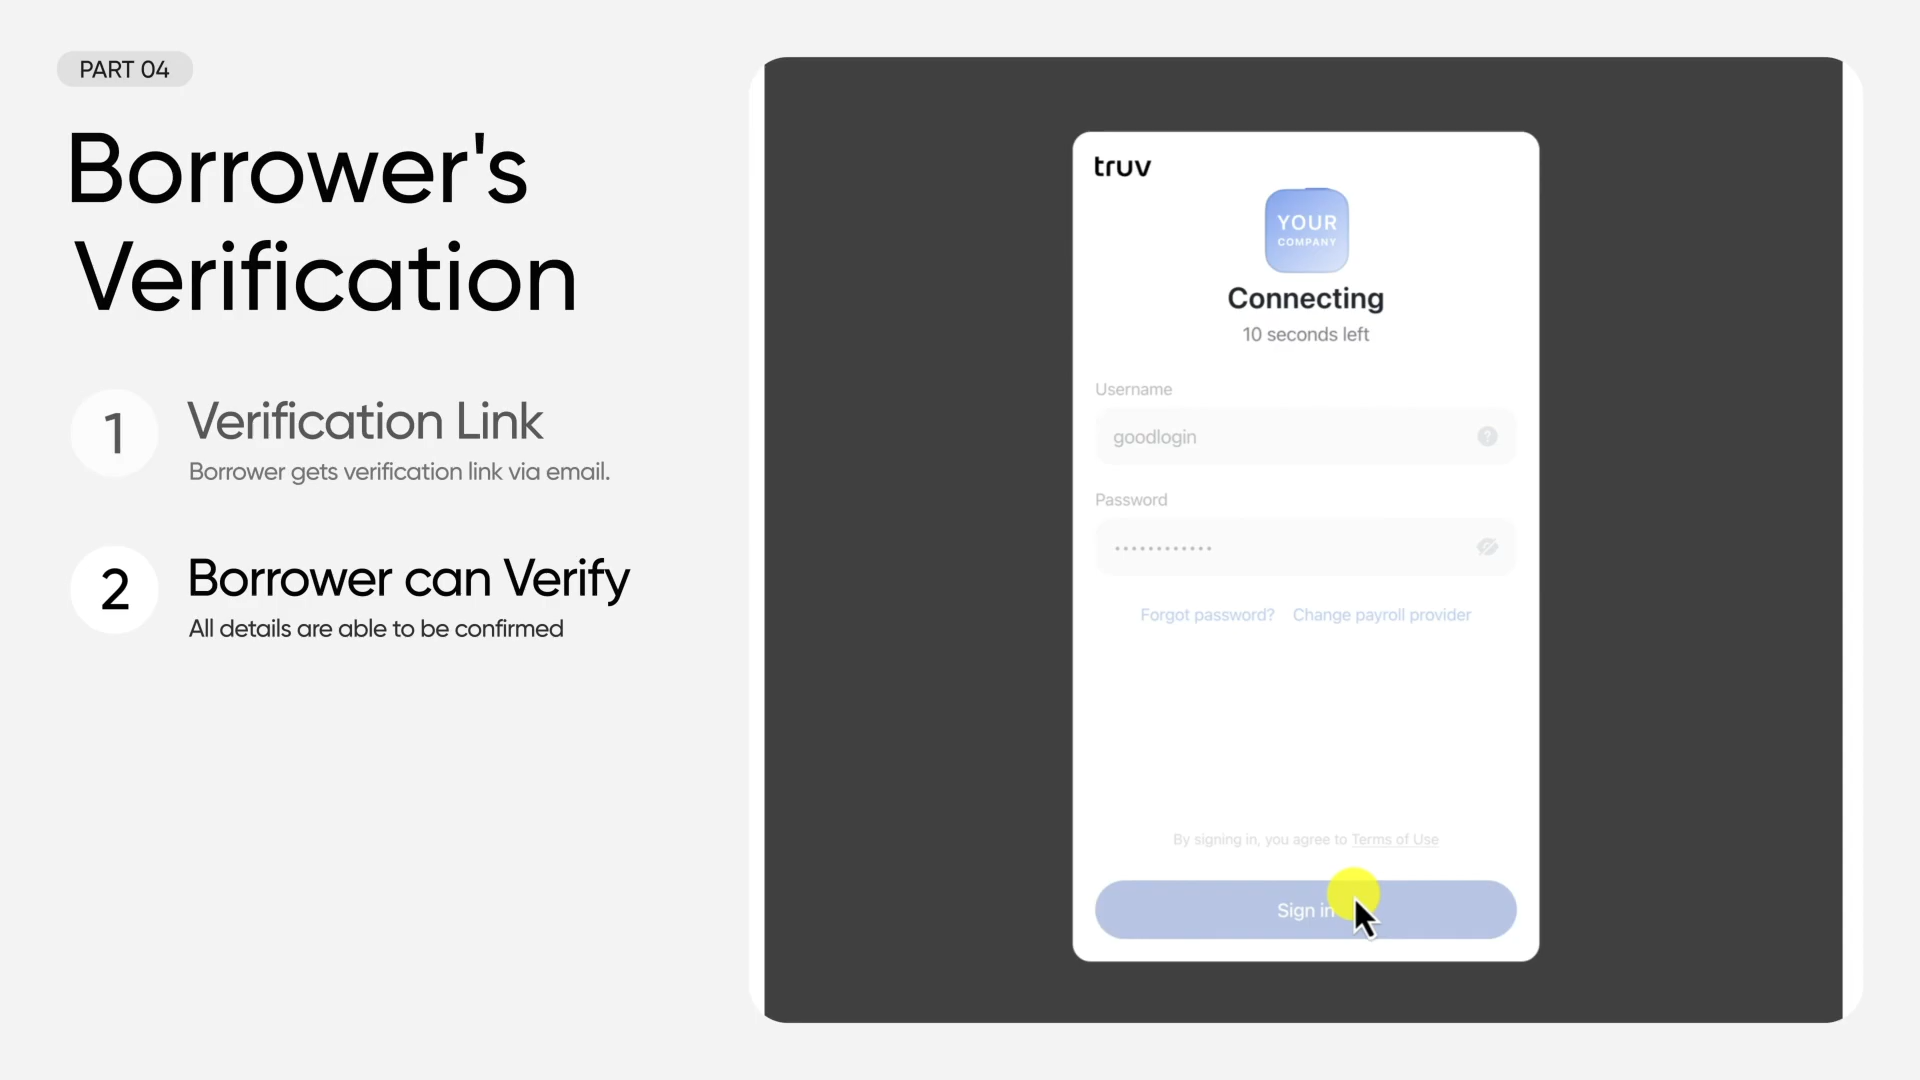 PART 04
Borrower's
Verification
1
Verification Link
Borrower gets verification link via email.
2
Borrower can Verify
All details are able to be confirmed
truv
YOUR
COMPANY
Connecting
10 seconds left
Username
goodlogin
Password
••••••••••••
Forgot password? Change payroll provider
By signing in, you agree to Terms of Use
Sign in